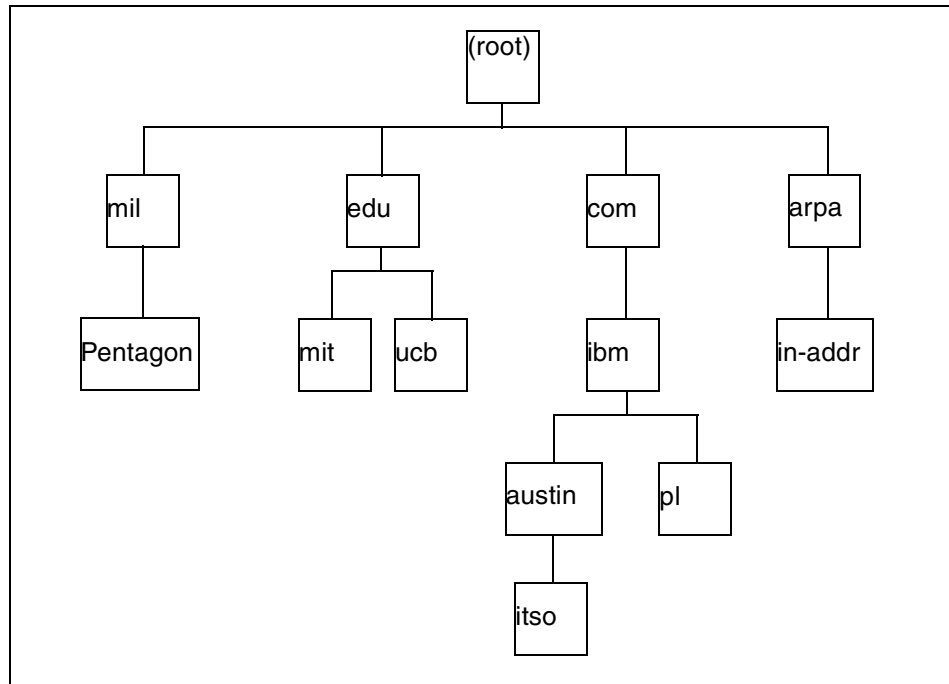 (root)
mil
edu
com
arpa
Pentagon
mit
ucb
ibm
in-addr
austin
pl
itso